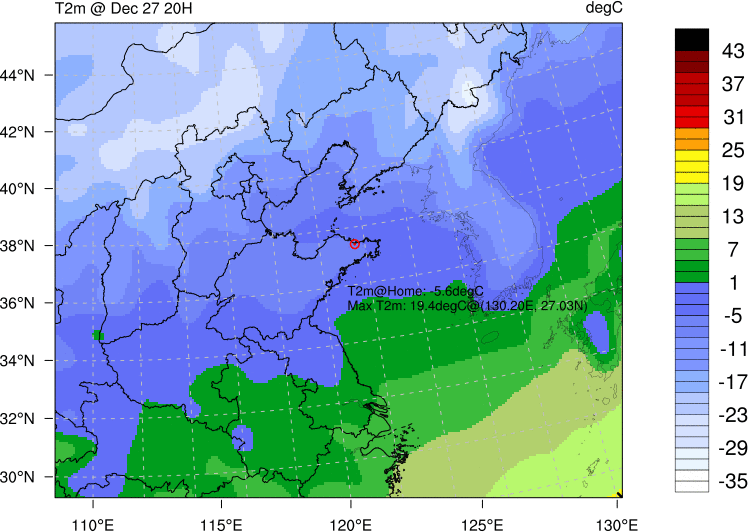 T2m @ Dec 27 20H
degC
44°N
42°N
40°N
38°N
36°N
34°N
32°N
30°N
T2m@Home: -5.6degC
Max T2m: 19.4degC@(130.20E, 27.03N)
110°E
115°E
120°E
125°E
130°E
43
37
31
25
19
13
7
1
-5
-11
-17
-23
-29
-35